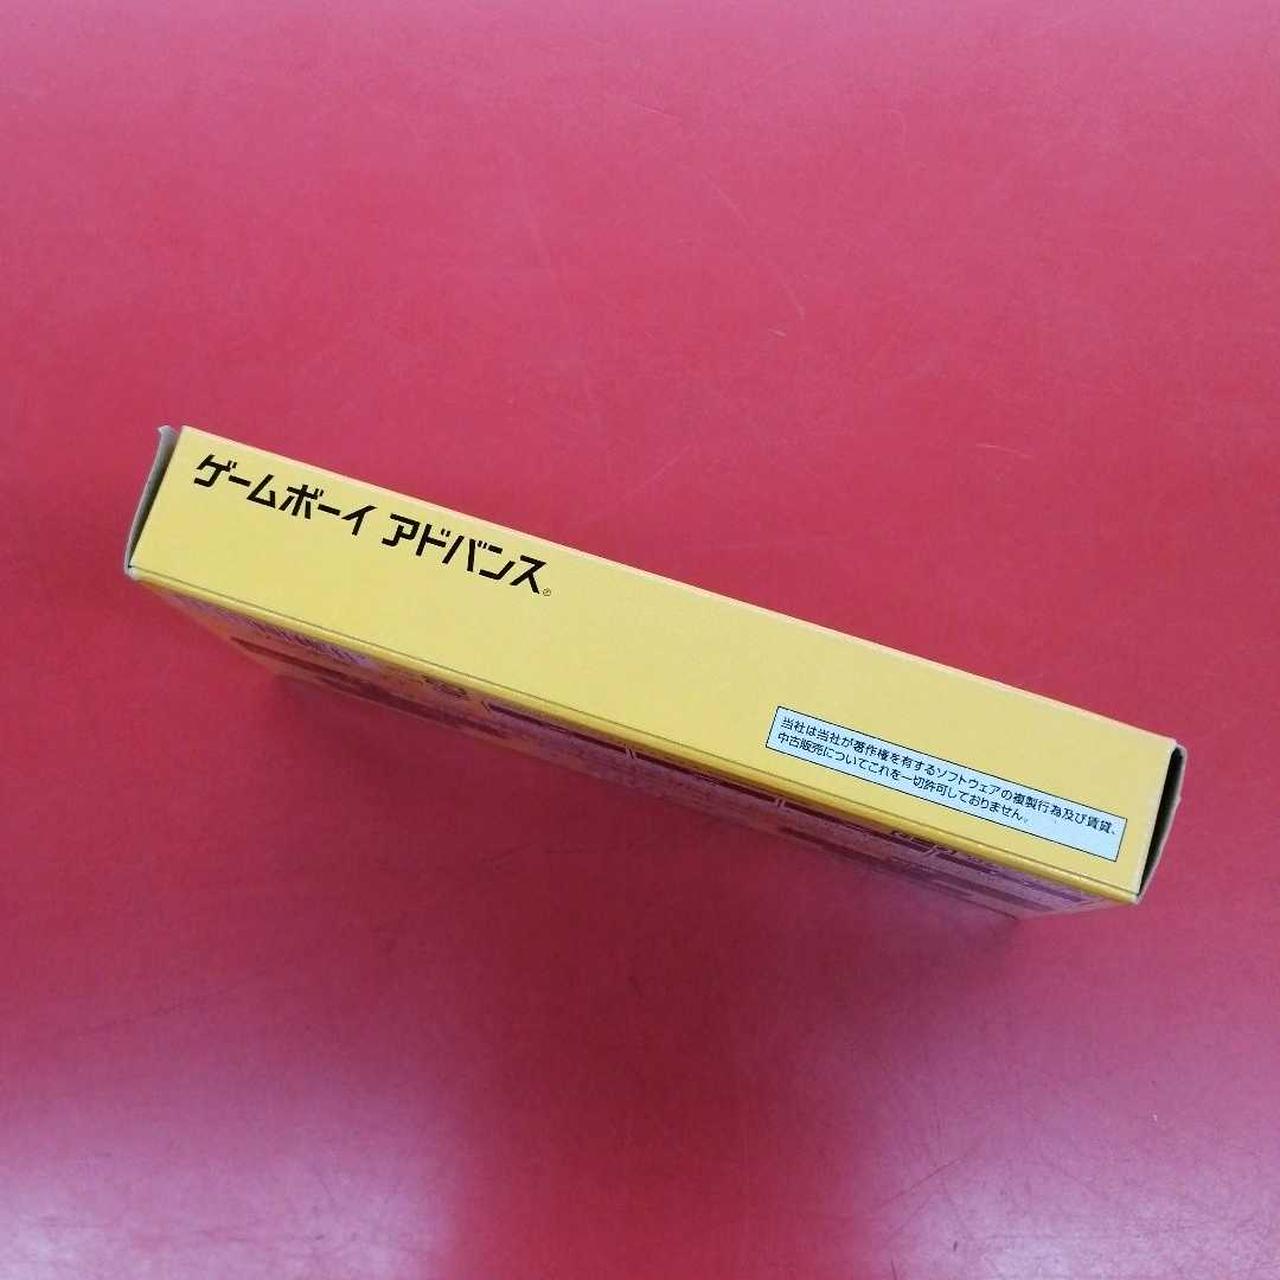 ゲームボーイ アドバンス®
当社は当社が著作権を有するソフトウェアの複製行為及び賃貸、
中古販売についてこれを一切許可しておりません。